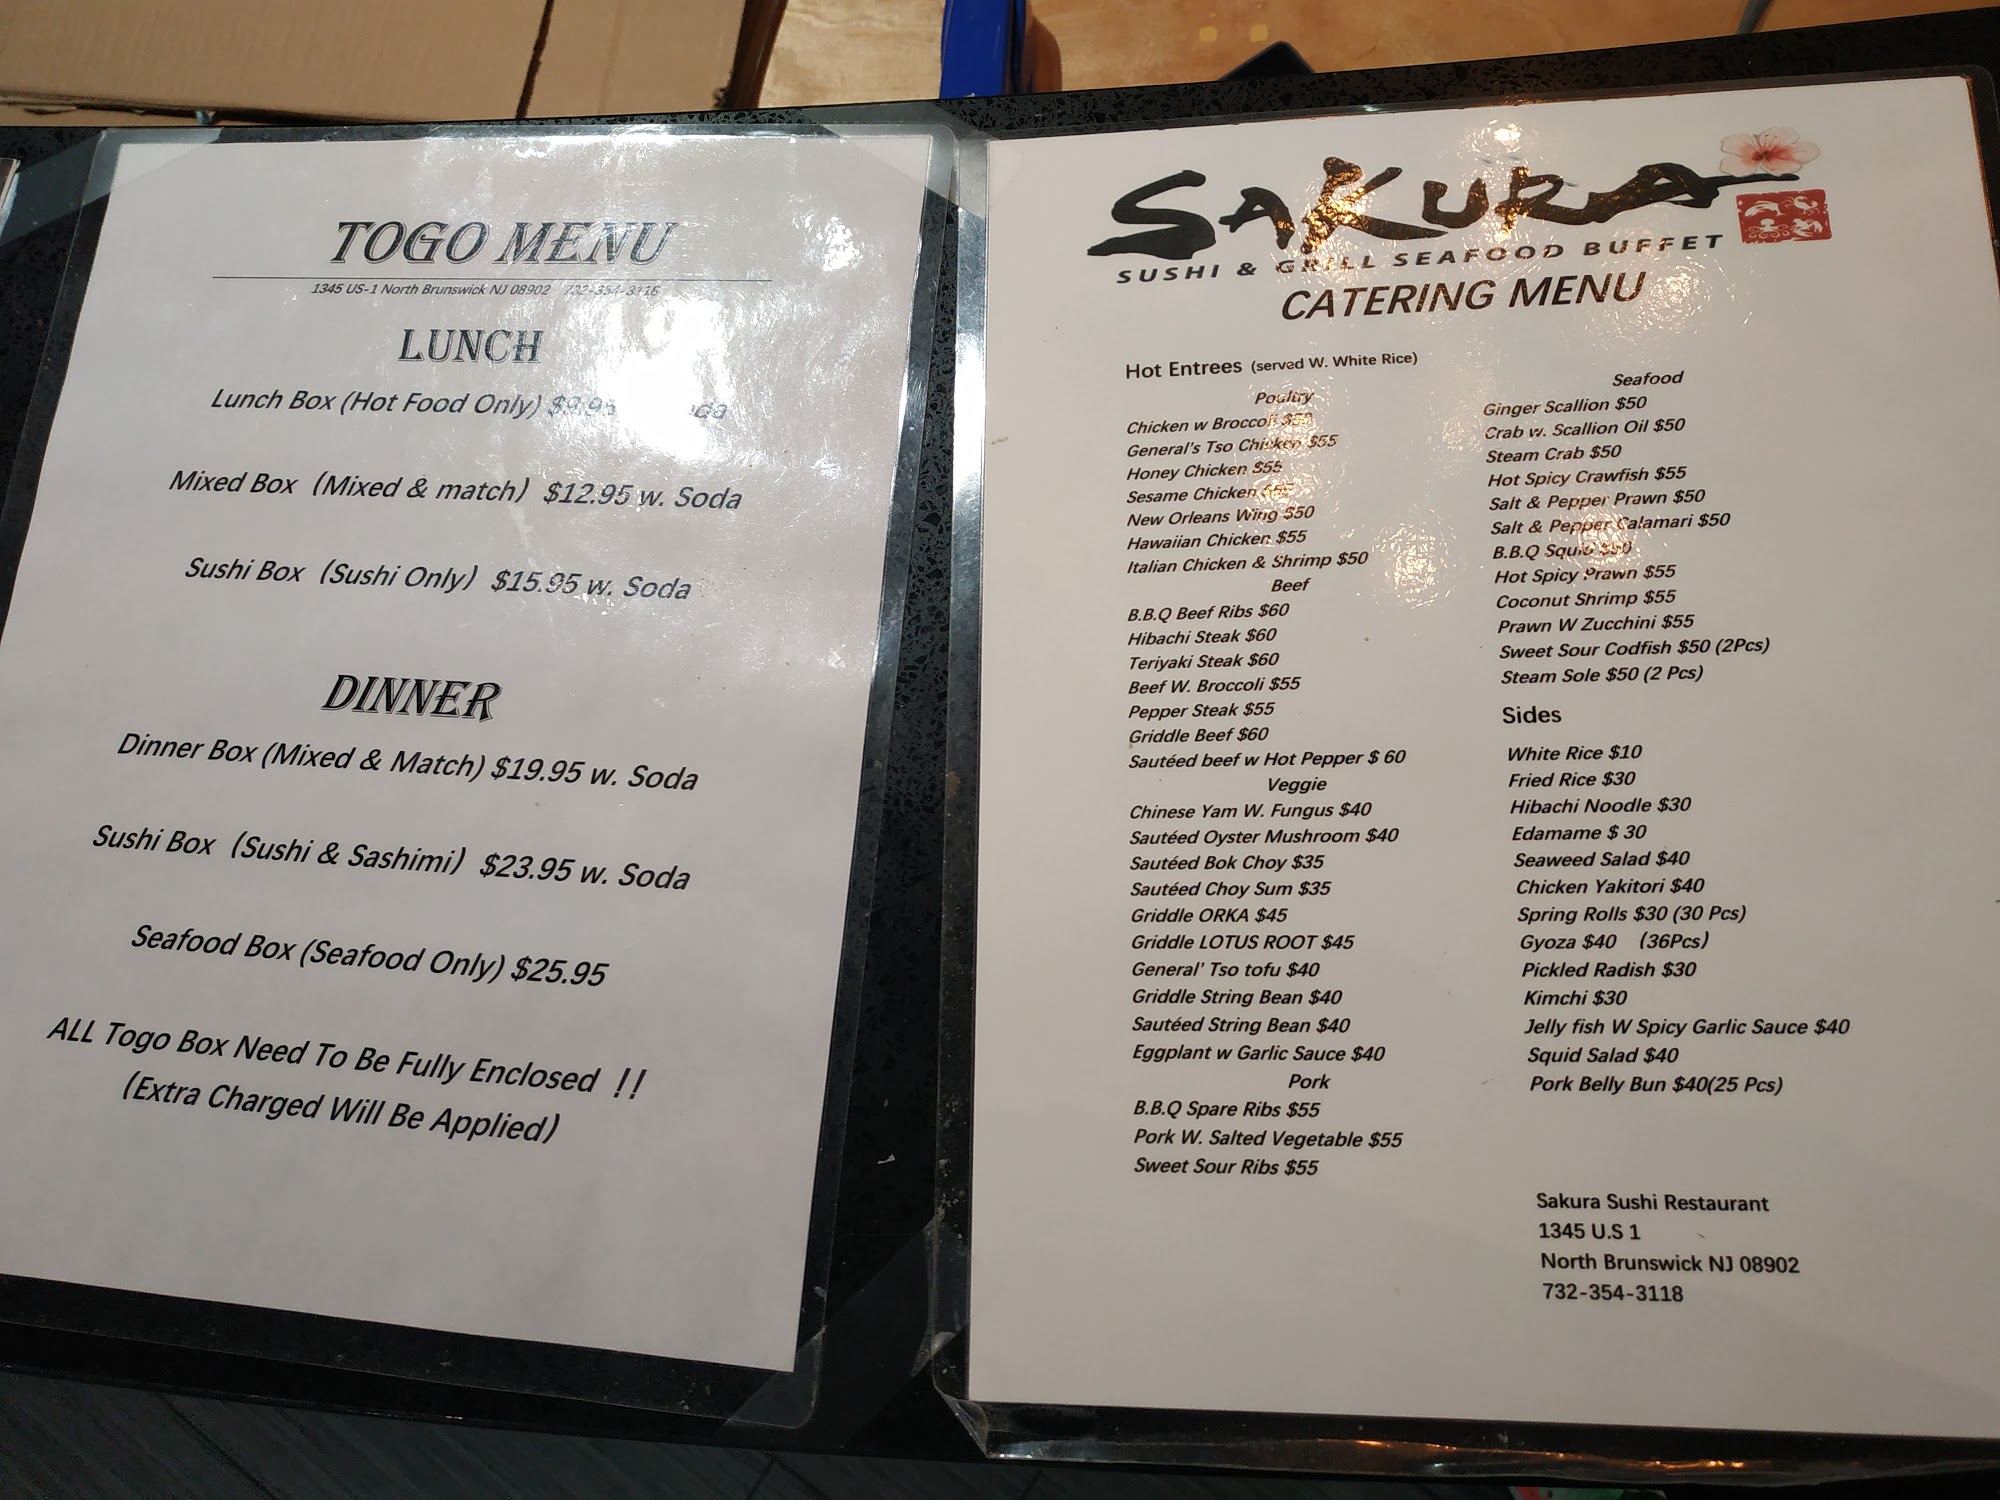 TOGO MENU
1345 US-1 North Brunswick NJ 08902 732-354-3118
LUNCH
Lunch Box (Hot Food Only) $9.95
Mixed Box (Mixed & match) $12.95 w. Soda
Sushi Box (Sushi Only) $15.95 w. Soda
DINNER
Dinner Box (Mixed & Match) $19.95 w. Soda
Sushi Box (Sushi & Sashimi) $23.95 w. Soda
Seafood Box (Seafood Only) $25.95
ALL Togo Box Need To Be Fully Enclosed !!
(Extra Charged Will Be Applied)
SAKURA
SUSHI & GRILL SEAFOOD BUFFET
CATERING MENU
Hot Entrees (served W. White Rice)
Poultry
Chicken w Broccoli $50
General's Tso Chicken $55
Honey Chicken $55
Sesame Chicken $55
New Orleans Wing $50
Hawaiian Chicken $55
Italian Chicken & Shrimp $50
Beef
B.B.Q Beef Ribs $60
Hibachi Steak $60
Teriyaki Steak $60
Beef W. Broccoli $55
Pepper Steak $55
Griddle Beef $60
Sautéed beef w Hot Pepper $ 60
Veggie
Chinese Yam W. Fungus $40
Sautéed Oyster Mushroom $40
Sautéed Bok Choy $35
Sautéed Choy Sum $35
Griddle ORKA $45
Griddle LOTUS ROOT $45
General' Tso tofu $40
Griddle String Bean $40
Sautéed String Bean $40
Eggplant w Garlic Sauce $40
Pork
B.B.Q Spare Ribs $55
Pork W. Salted Vegetable $55
Sweet Sour Ribs $55
Seafood
Ginger Scallion $50
Crab w. Scallion Oil $50
Steam Crab $50
Hot Spicy Crawfish $55
Salt & Pepper Prawn $50
Salt & Pepper Calamari $50
B.B.Q Squid $50
Hot Spicy Prawn $55
Coconut Shrimp $55
Prawn W Zucchini $55
Sweet Sour Codfish $50 (2Pcs)
Steam Sole $50 (2 Pcs)
Sides
White Rice $10
Fried Rice $30
Hibachi Noodle $30
Edamame $ 30
Seaweed Salad $40
Chicken Yakitori $40
Spring Rolls $30 (30 Pcs)
Gyoza $40 (36Pcs)
Pickled Radish $30
Kimchi $30
Jelly fish W Spicy Garlic Sauce $40
Squid Salad $40
Pork Belly Bun $40(25 Pcs)
Sakura Sushi Restaurant
1345 U.S 1
North Brunswick NJ 08902
732-354-3118